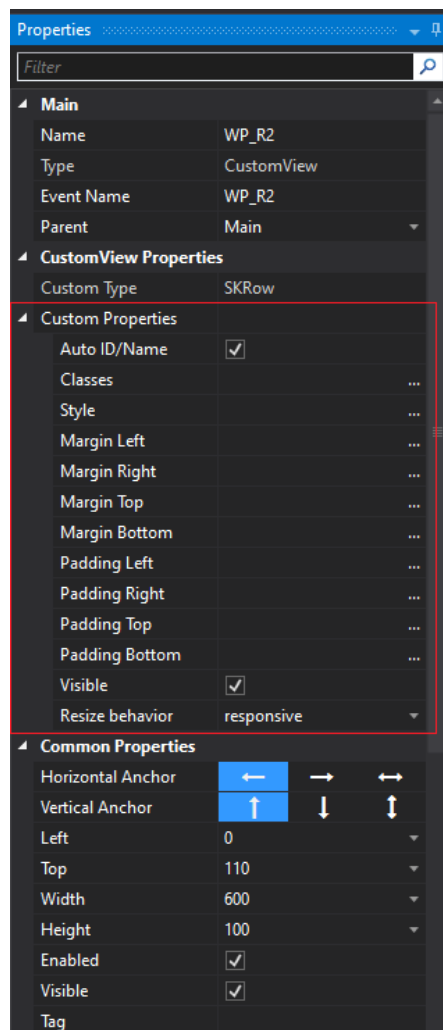 Properties
Filter
Main
Name WP_R2
Type CustomView
Event Name WP_R2
Parent Main
CustomView Properties
Custom Type SKRow
Custom Properties
Auto ID/Name
Classes ...
Style ...
Margin Left ...
Margin Right ...
Margin Top ...
Margin Bottom ...
Padding Left ...
Padding Right ...
Padding Top ...
Padding Bottom ...
Visible
Resize behavior responsive
Common Properties
Horizontal Anchor
Vertical Anchor
Left 0
Top 110
Width 600
Height 100
Enabled
Visible
Tag